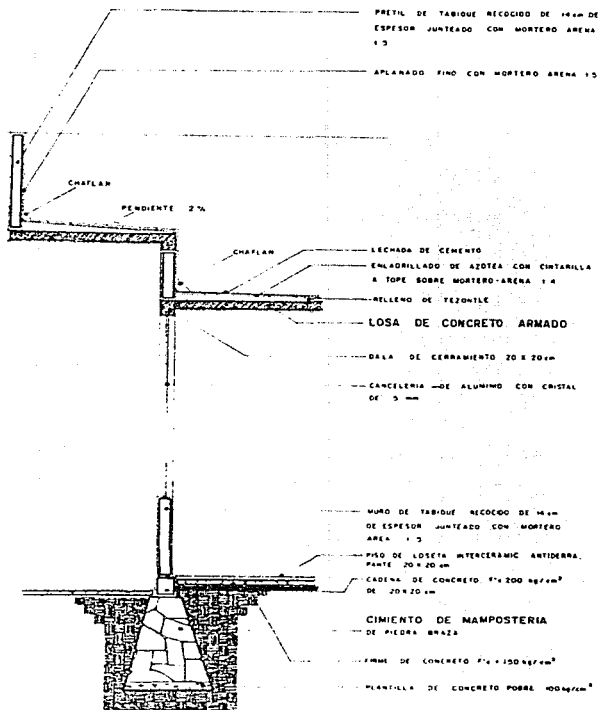 PRETIL DE TABIQUE RECOCIDO DE 14 cm DE
ESPESOR JUNTEADO CON MORTERO ARENA
1:5
APLANADO FINO CON MORTERO ARENA 1:5
CHAFLAN
PENDIENTE 2%
CHAFLAN
LECHADA DE CEMENTO
ENLADRILLADO DE AZOTEA CON CINTARILLA
A TOPE SOBRE MORTERO-ARENA 1:4
RELLENO DE TEZONTLE
LOSA DE CONCRETO ARMADO
DALA DE CERRAMIENTO 20 X 20 cm
CANCELERIA DE ALUMINIO CON CRISTAL
DE 5 mm
MURO DE TABIQUE RECOCIDO DE 14 cm
DE ESPESOR JUNTEADO CON MORTERO
AREA 1:5
PISO DE LOSETA INTERCERAMIC ANTIDERRA,
PANTE 20 X 20 cm
CADENA DE CONCRETO F'c 200 kg/cm²
DE 20 X 20 cm
CIMIENTO DE MAMPOSTERIA
DE PIEDRA BRAZA
FIRME DE CONCRETO F'c = 150 kg/cm²
PLANTILLA DE CONCRETO POBRE 100 kg/cm²